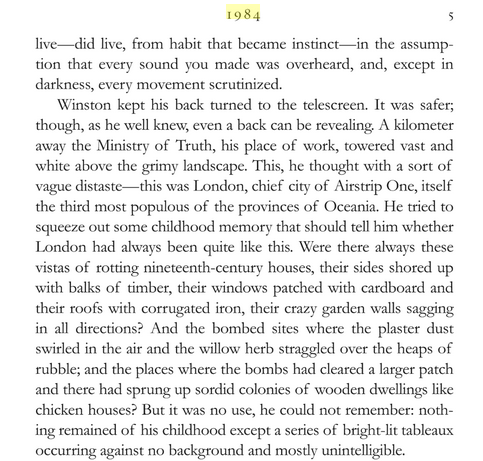 1984 5
live—did live, from habit that became instinct—in the assump-
tion that every sound you made was overheard, and, except in
darkness, every movement scrutinized.
Winston kept his back turned to the telescreen. It was safer;
though, as he well knew, even a back can be revealing. A kilometer
away the Ministry of Truth, his place of work, towered vast and
white above the grimy landscape. This, he thought with a sort of
vague distaste—this was London, chief city of Airstrip One, itself
the third most populous of the provinces of Oceania. He tried to
squeeze out some childhood memory that should tell him whether
London had always been quite like this. Were there always these
vistas of rotting nineteenth-century houses, their sides shored up
with balks of timber, their windows patched with cardboard and
their roofs with corrugated iron, their crazy garden walls sagging
in all directions? And the bombed sites where the plaster dust
swirled in the air and the willow herb straggled over the heaps of
rubble; and the places where the bombs had cleared a larger patch
and there had sprung up sordid colonies of wooden dwellings like
chicken houses? But it was no use, he could not remember: noth-
ing remained of his childhood except a series of bright-lit tableaux
occurring against no background and mostly unintelligible.